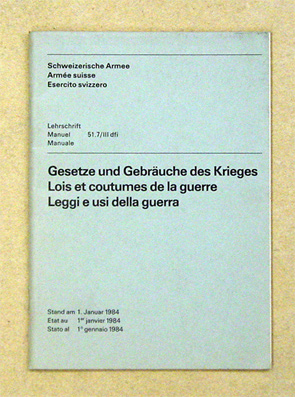 Schweizerische Armee
Armée suisse
Esercito svizzero
Lehrschrift
Manuel 51.7/III dfi
Manuale
Gesetze und Gebräuche des Krieges
Lois et coutumes de la guerre
Leggi e usi della guerra
Stand am 1. Januar 1984
Etat au 1er janvier 1984
Stato al 1° gennaio 1984